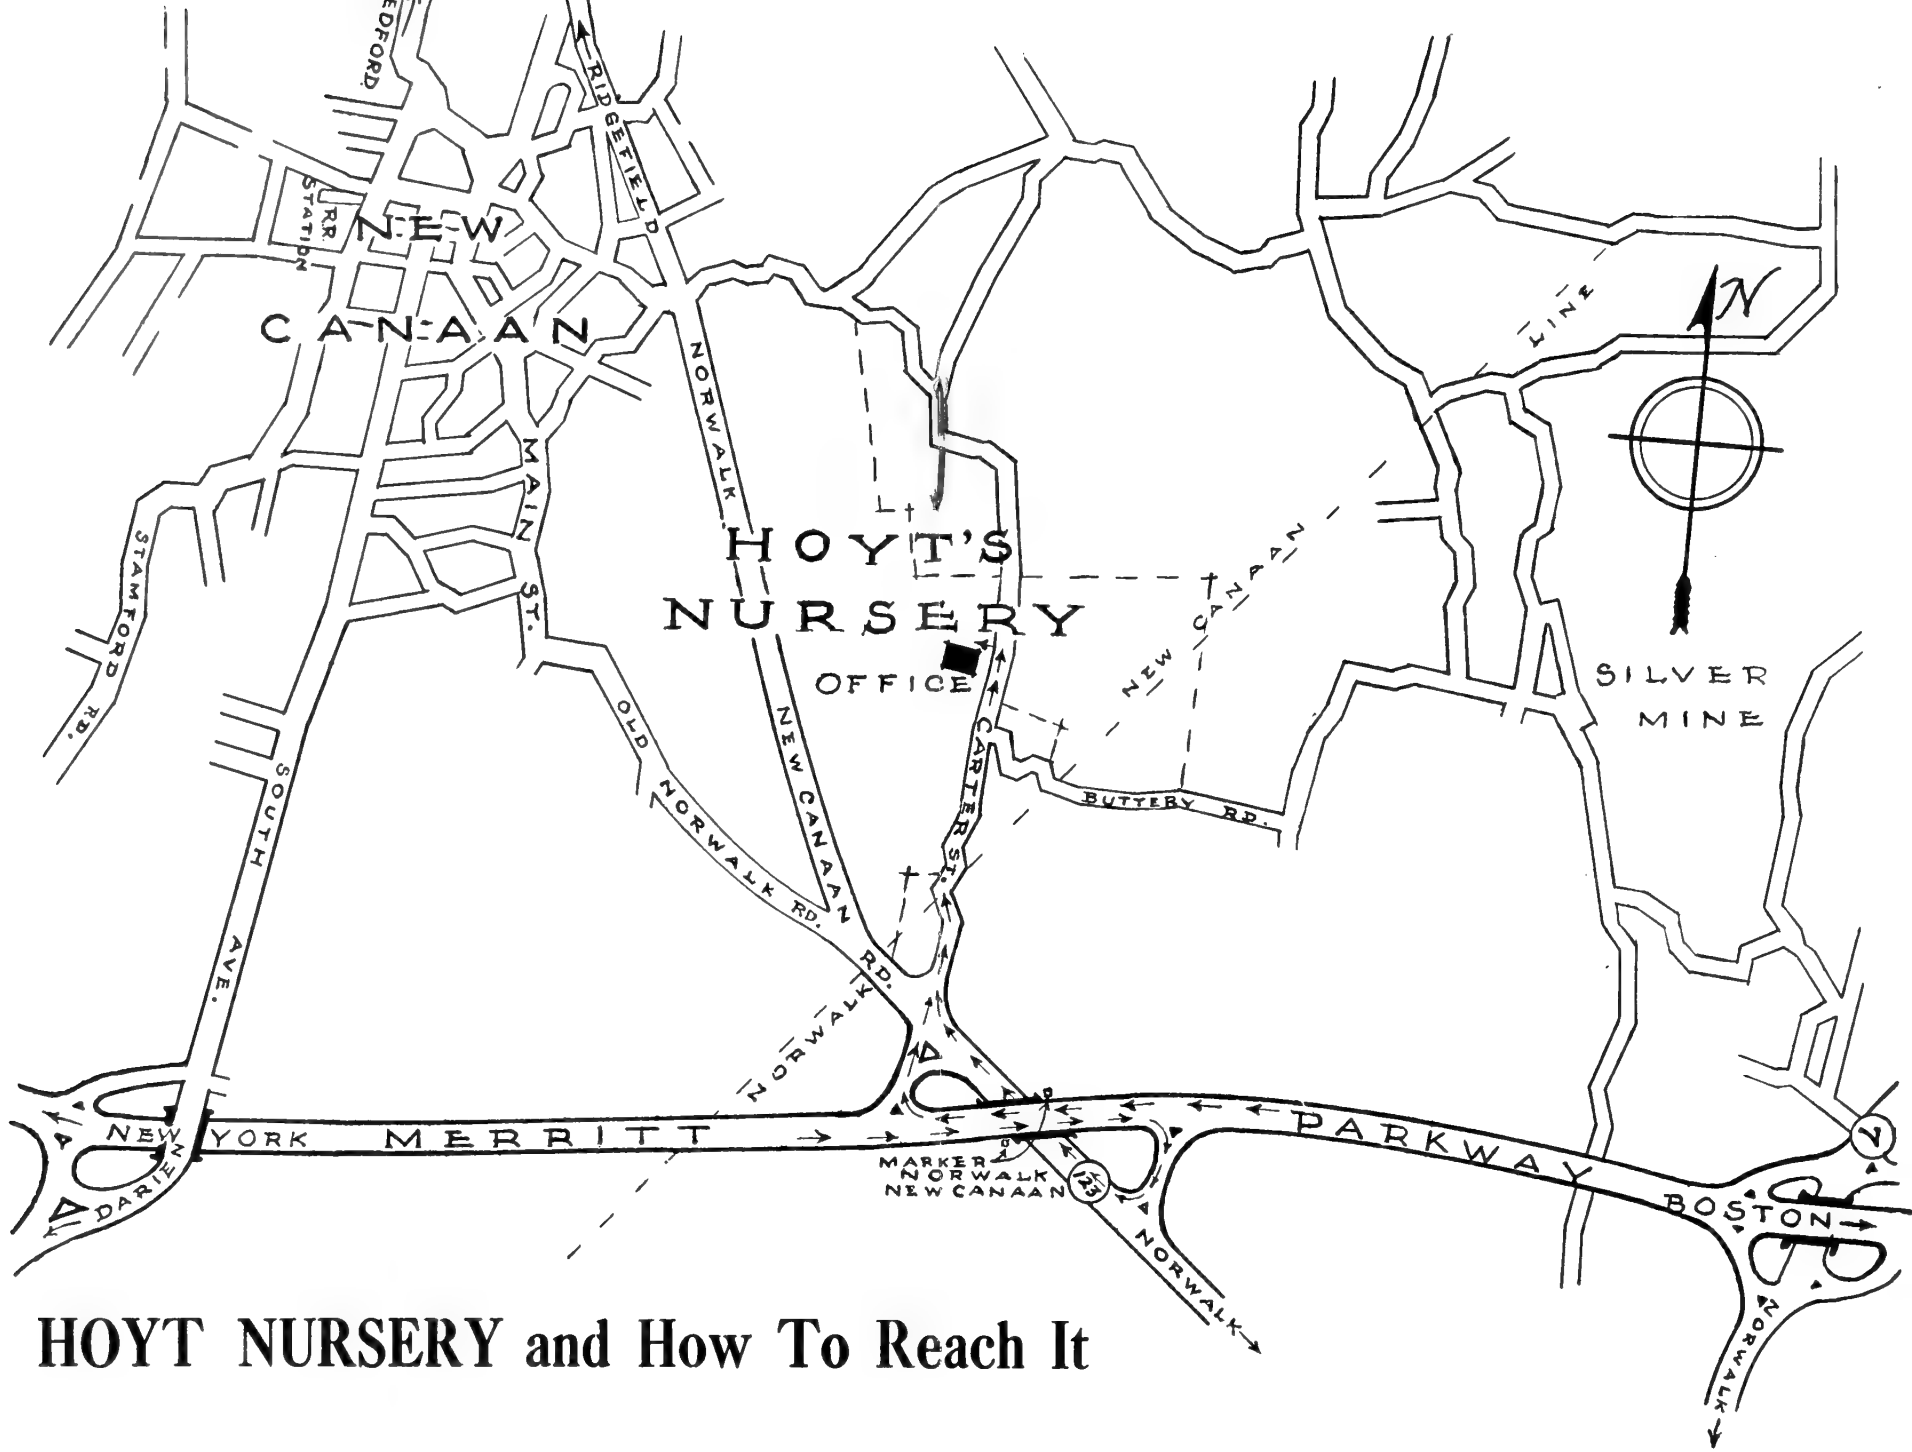 EDFORD.
RIDGEFIELD
R.R.
STATION
NEW
CANAAN
N
LINE
NORWALK
MAIN ST.
HOYT'S
NURSERY
OFFICE
STAMFORD RD.
NEW CANAAN
SILVER
MINE
OLD NORWALK RD.
NEW CANAAN RD.
CARTER ST.
BUTTERY RD.
SOUTH AVE.
NORWALK
NEW YORK
MERRITT
PARKWAY
7
DARIEN
MARKER
NORWALK
NEW CANAAN
123
BOSTON
NORWALK
NORWALK
HOYT NURSERY and How To Reach It